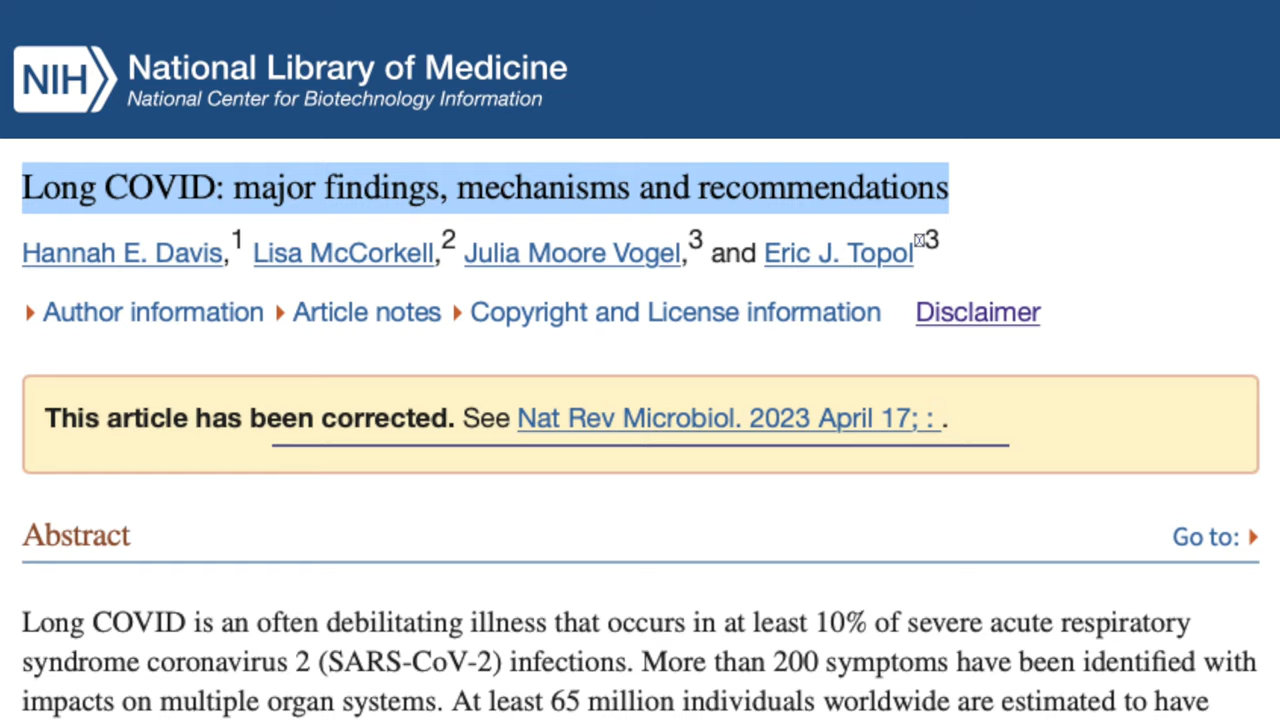 NIH National Library of Medicine
National Center for Biotechnology Information
Long COVID: major findings, mechanisms and recommendations
Hannah E. Davis,1 Lisa McCorkell,2 Julia Moore Vogel,3 and Eric J. Topol3
Author information Article notes Copyright and License information Disclaimer
This article has been corrected. See Nat Rev Microbiol. 2023 April 17; : .
Abstract
Go to:
Long COVID is an often debilitating illness that occurs in at least 10% of severe acute respiratory
syndrome coronavirus 2 (SARS-CoV-2) infections. More than 200 symptoms have been identified with
impacts on multiple organ systems. At least 65 million individuals worldwide are estimated to have